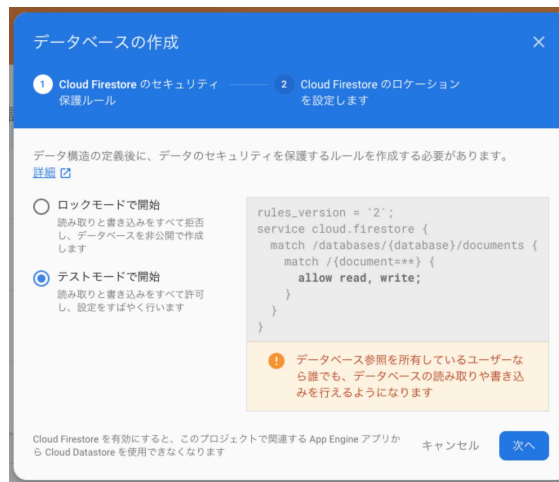 データベースの作成
1 Cloud Firestore のセキュリティ
保護ルール
2 Cloud Firestore のロケーション
を設定します
データ構造の定義後に、データのセキュリティを保護するルールを作成する必要があります。
詳細
ロックモードで開始
読み取りと書き込みをすべて拒否
し、データベースを非公開で作成
します
テストモードで開始
読み取りと書き込みをすべて許可
し、設定をすばやく行います
rules_version = '2';
service cloud.firestore {
match /databases/{database}/documents {
match /{document=**} {
allow read, write;
}
}
}
データベース参照を所有しているユーザーな
ら誰でも、データベースの読み取りや書き込
みを行えるようになります
Cloud Firestore を有効にすると、このプロジェクトで関連する App Engine アプリか
ら Cloud Datastore を使用できなくなります
キャンセル
次へ